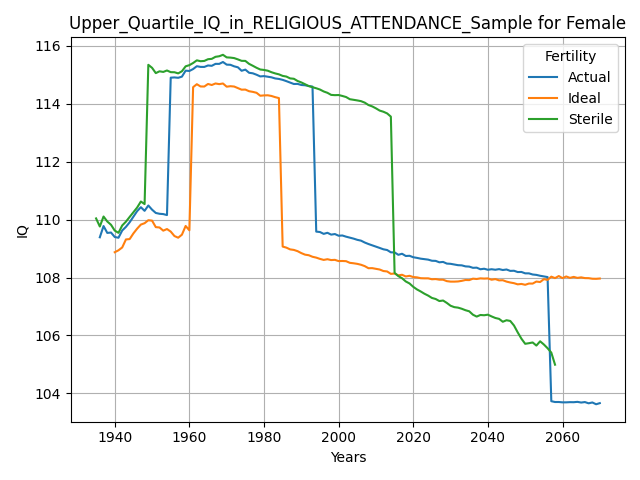 Upper_Quartile_IQ_in_RELIGIOUS_ATTENDANCE_Sample for Female
Fertility
Actual
Ideal
Sterile
IQ
116
114
112
110
108
106
104
1940
1960
1980
2000
2020
2040
2060
Years